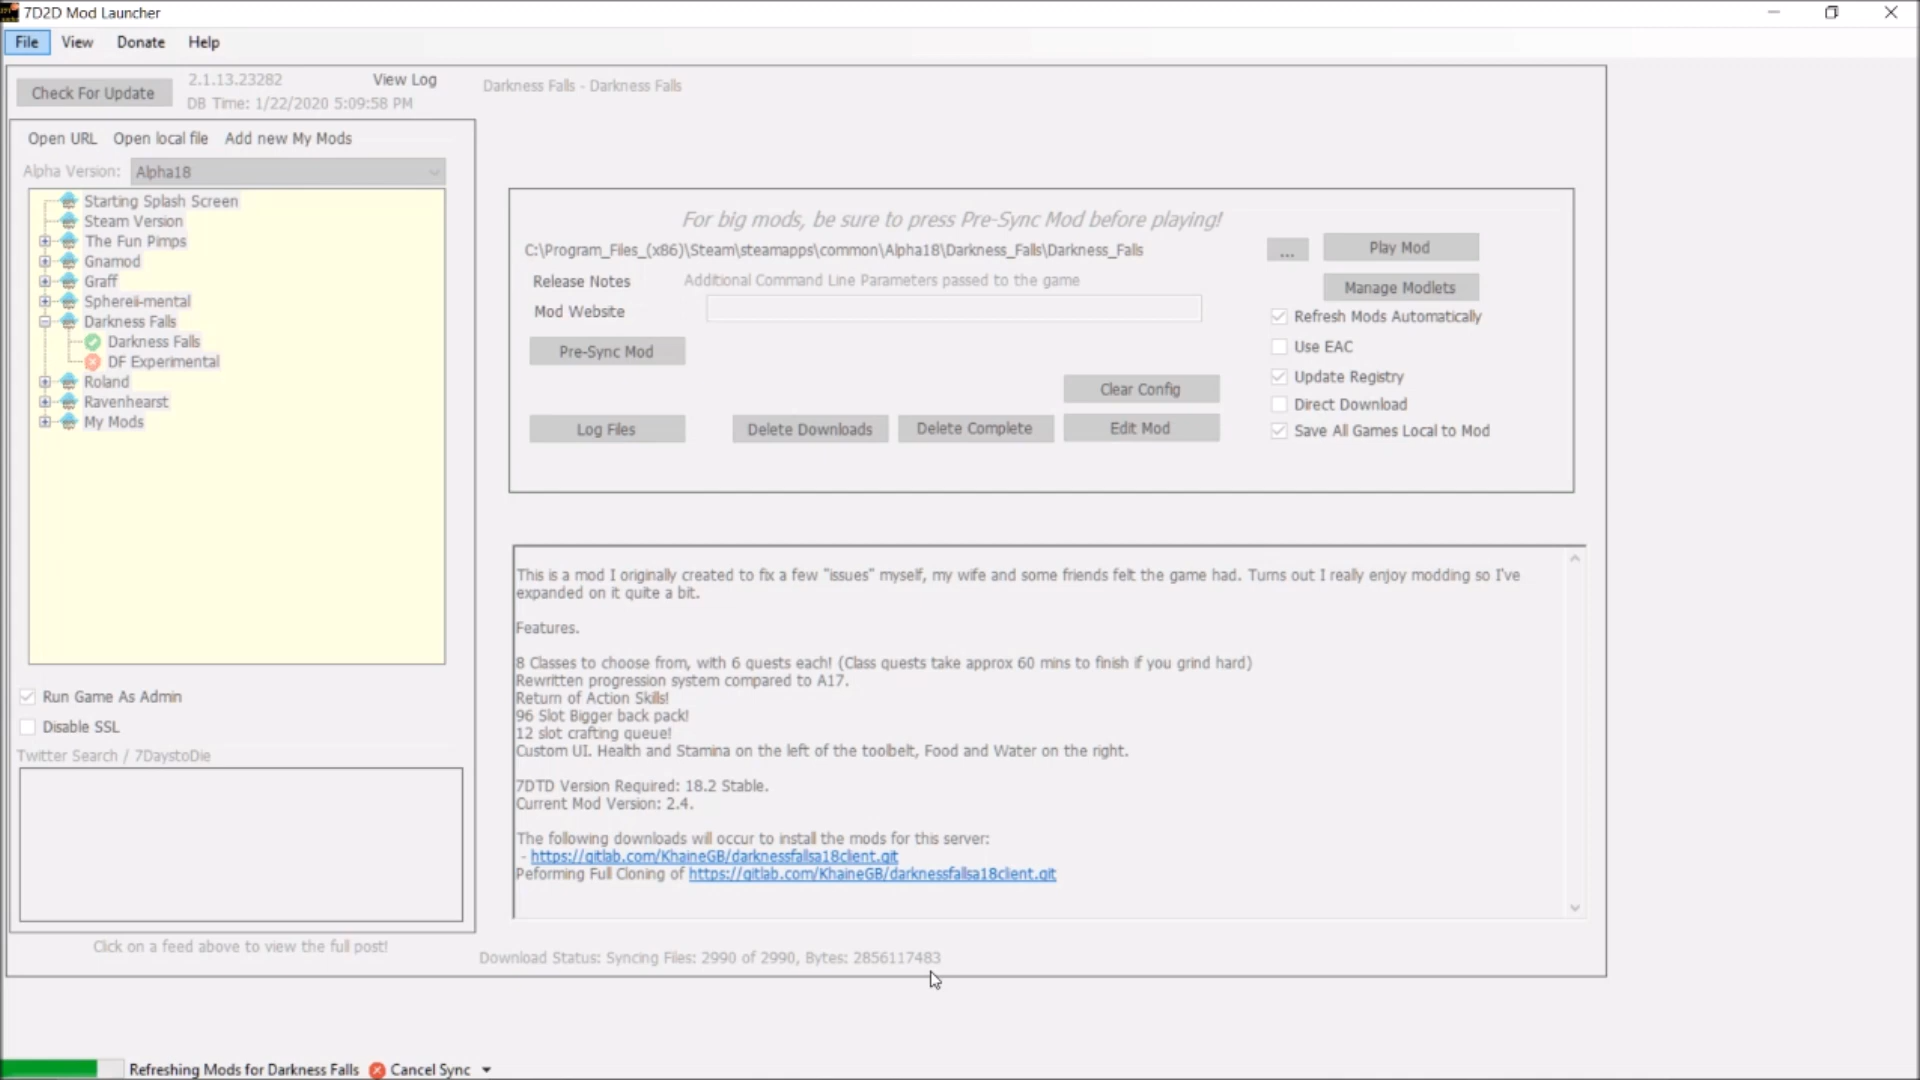 7D2D Mod Launcher
File View Donate Help
Check For Update
2.1.13.23282
View Log
DB Time: 1/22/2020 5:09:58 PM
Darkness Falls - Darkness Falls
Open URL Open local file Add new My Mods
Alpha Version: Alpha18
Starting Splash Screen
Steam Version
The Fun Pimps
Gnamod
Graff
Sphereii-mental
Darkness Falls
Darkness Falls
DF Experimental
Roland
Ravenhearst
My Mods
Run Game As Admin
Disable SSL
Twitter Search / 7DaystoDie
Click on a feed above to view the full post!
For big mods, be sure to press Pre-Sync Mod before playing!
C:\Program_Files_(x86)\Steam\steamapps\common\Alpha18\Darkness_Falls\Darkness_Falls
...
Play Mod
Release Notes
Additional Command Line Parameters passed to the game
Manage Modlets
Mod Website
Refresh Mods Automatically
Use EAC
Pre-Sync Mod
Update Registry
Clear Config
Direct Download
Log Files
Delete Downloads
Delete Complete
Edit Mod
Save All Games Local to Mod
This is a mod I originally created to fix a few "issues" myself, my wife and some friends felt the game had. Turns out I really enjoy modding so I've
expanded on it quite a bit.
Features.
8 Classes to choose from, with 6 quests each! (Class quests take approx 60 mins to finish if you grind hard)
Rewritten progression system compared to A17.
Return of Action Skills!
96 Slot Bigger back pack!
12 slot crafting queue!
Custom UI. Health and Stamina on the left of the toolbelt, Food and Water on the right.
7DTD Version Required: 18.2 Stable.
Current Mod Version: 2.4.
The following downloads will occur to install the mods for this server:
- https://gitlab.com/KhaineGB/darknessfallsa18client.git
Peforming Full Cloning of https://gitlab.com/KhaineGB/darknessfallsa18client.git
Download Status: Syncing Files: 2990 of 2990, Bytes: 2856117483
Refreshing Mods for Darkness Falls
Cancel Sync